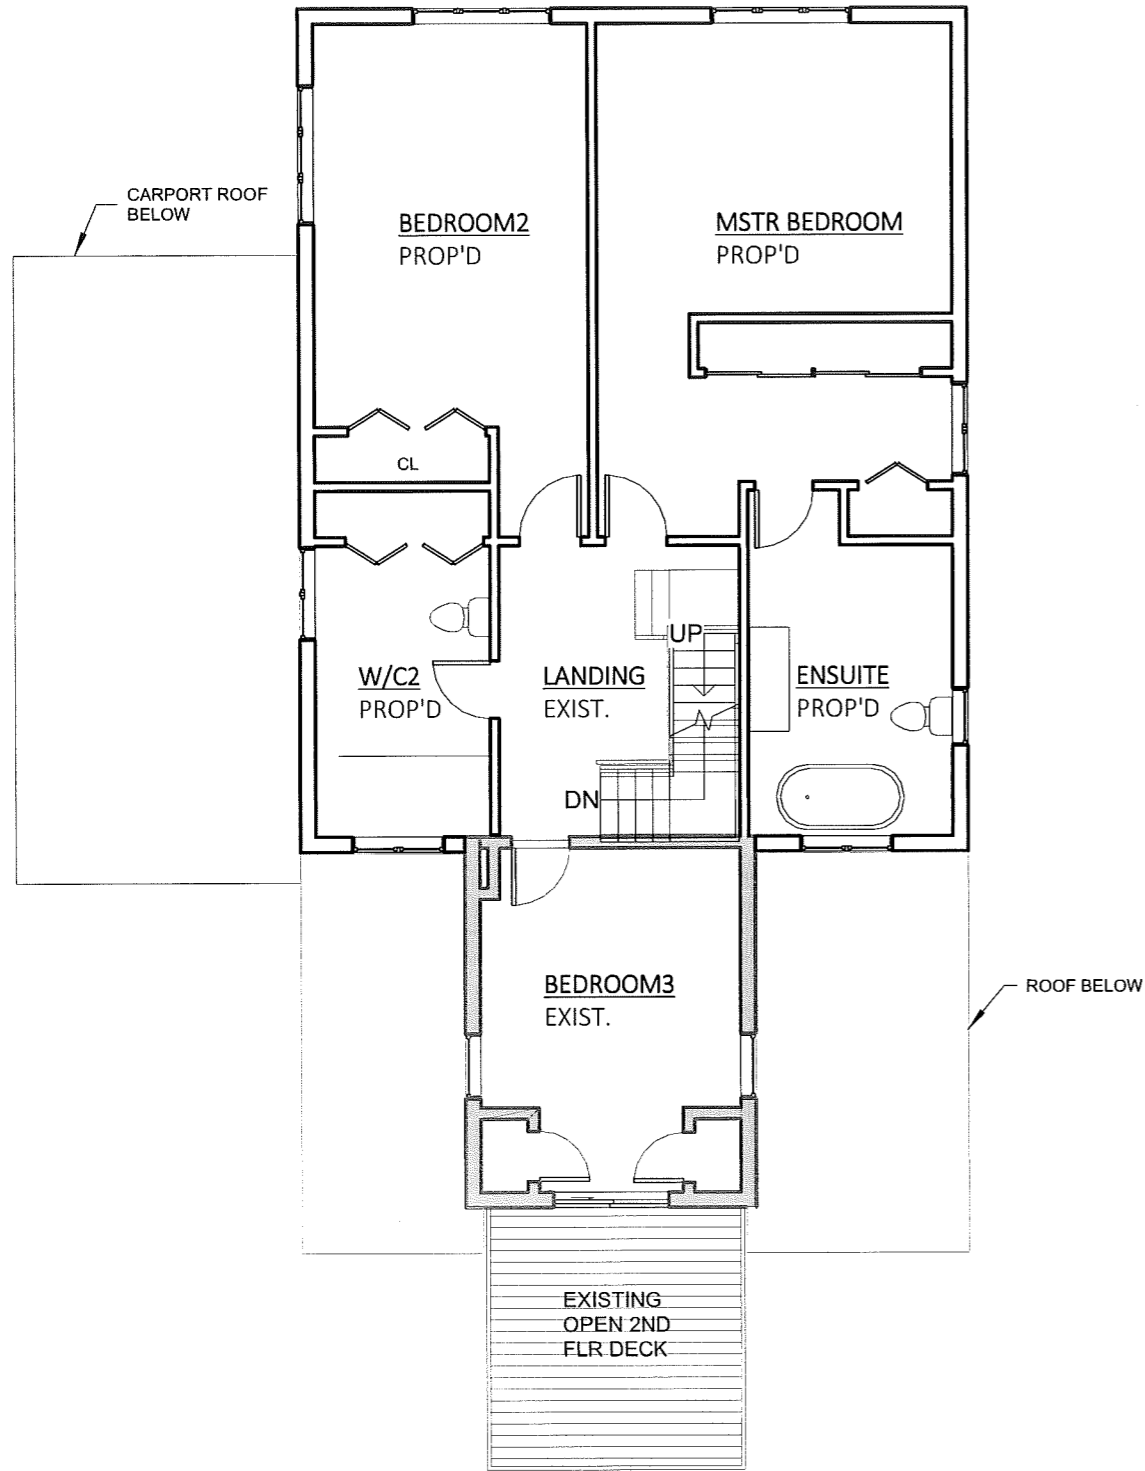 CARPORT ROOF
BELOW
BEDROOM2
PROP'D
MSTR BEDROOM
PROP'D
CL
UP
W/C2
PROP'D
LANDING
EXIST.
ENSUITE
PROP'D
DN
BEDROOM3
EXIST.
ROOF BELOW
EXISTING
OPEN 2ND
FLR DECK